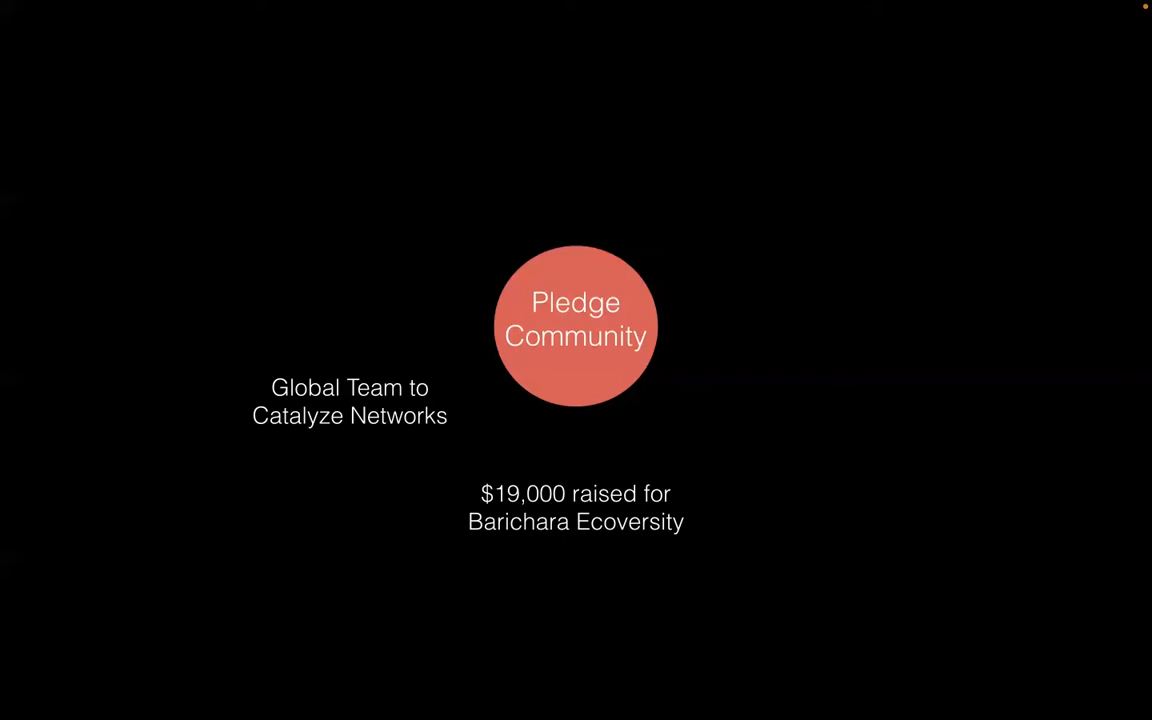 Pledge
Community
Global Team to
Catalyze Networks
$19,000 raised for
Barichara Ecoversity